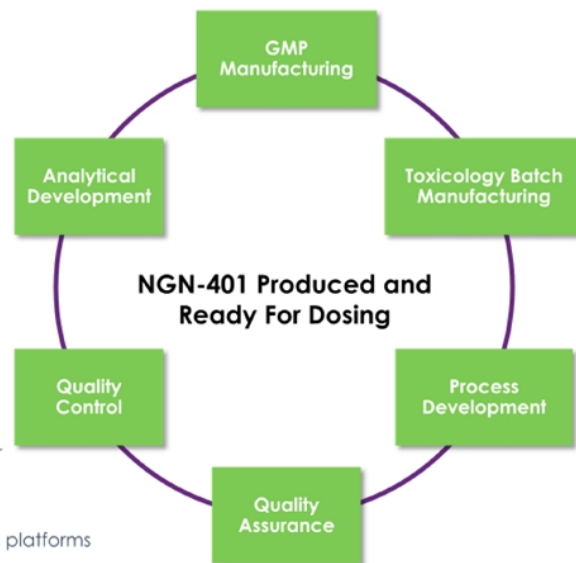 GMP
Manufacturing
Analytical
Development
Toxicology Batch
Manufacturing
NGN-401 Produced and
Ready For Dosing
Quality
Control
Process
Development
Quality
Assurance
platforms